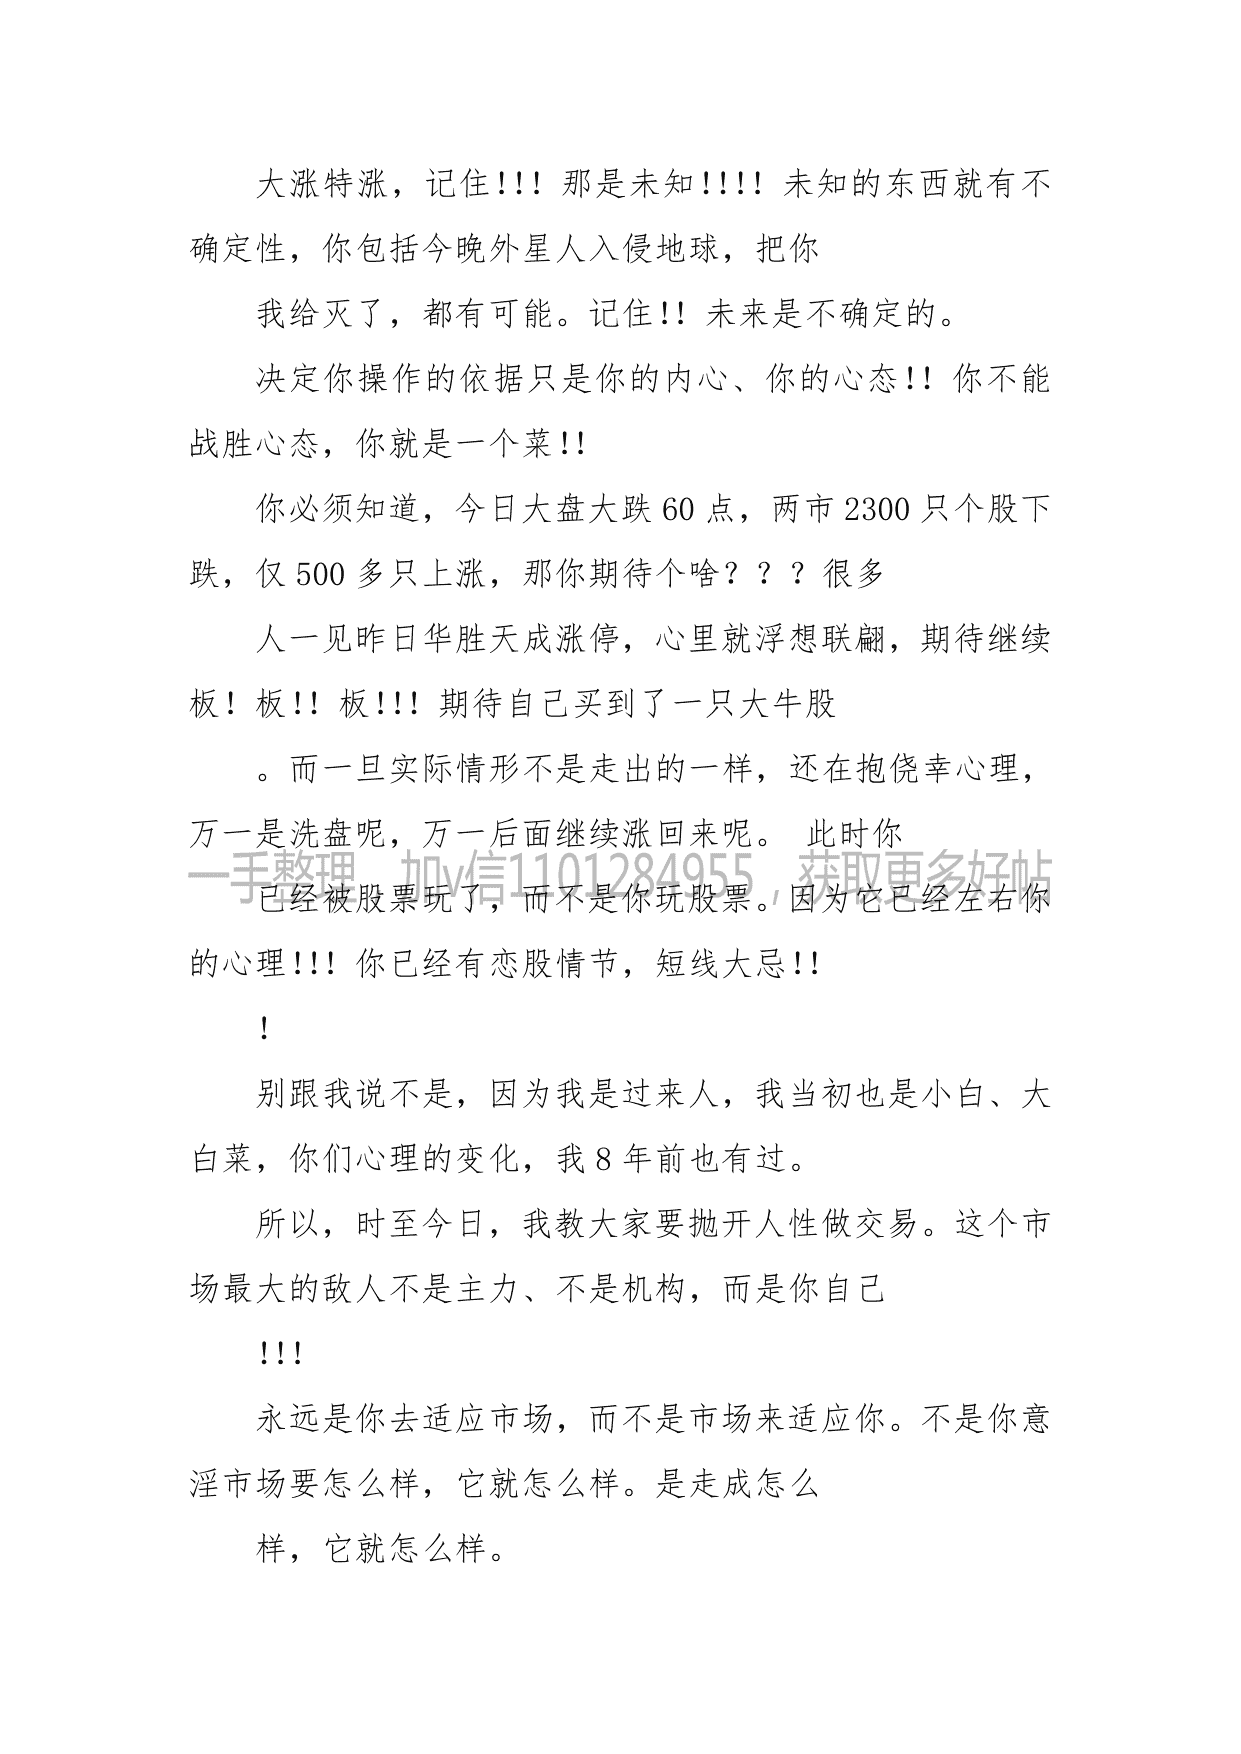 大涨特涨，记住!!! 那是未知!!!! 未知的东西就有不
确定性，你包括今晚外星人入侵地球，把你
我给灭了，都有可能。记住!! 未来是不确定的。
决定你操作的依据只是你的内心、你的心态!! 你不能
战胜心态，你就是一个菜!!
你必须知道，今日大盘大跌 60 点，两市 2300 只个股下
跌，仅 500 多只上涨，那你期待个啥？？？很多
人一见昨日华胜天成涨停，心里就浮想联翩，期待继续
板! 板!! 板!!! 期待自己买到了一只大牛股
。而一旦实际情形不是走出的一样，还在抱侥幸心理，
万一是洗盘呢，万一后面继续涨回来呢。 此时你
一手整理，加v信1101284955，获取更多好帖
已经被股票玩了，而不是你玩股票。因为它已经左右你
的心理!!! 你已经有恋股情节，短线大忌!!
!
别跟我说不是，因为我是过来人，我当初也是小白、大
白菜，你们心理的变化，我 8 年前也有过。
所以，时至今日，我教大家要抛开人性做交易。这个市
场最大的敌人不是主力、不是机构，而是你自己
!!!
永远是你去适应市场，而不是市场来适应你。不是你意
淫市场要怎么样，它就怎么样。是走成怎么
样，它就怎么样。